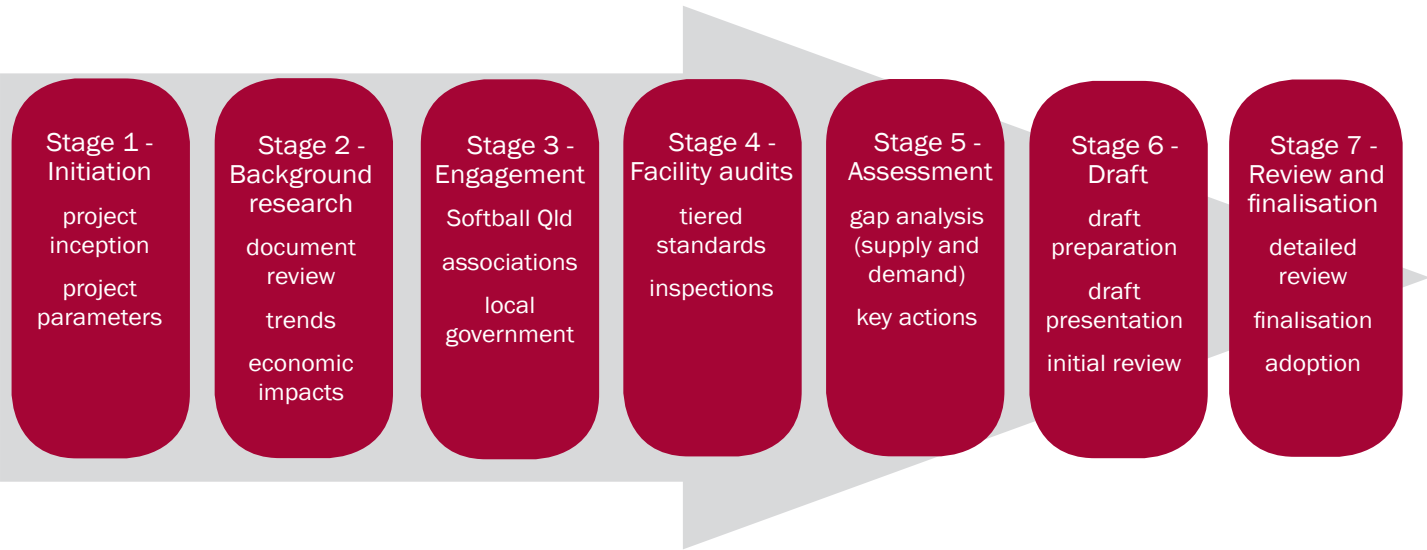 Stage 1 -
Initiation
project
inception
project
parameters
Stage 2 -
Background
research
document
review
trends
economic
impacts
Stage 3 -
Engagement
Softball Qld
associations
local
government
Stage 4 -
Facility audits
tiered
standards
inspections
Stage 5 -
Assessment
gap analysis
(supply and
demand)
key actions
Stage 6 -
Draft
draft
preparation
draft
presentation
initial review
Stage 7 -
Review and
finalisation
detailed
review
finalisation
adoption